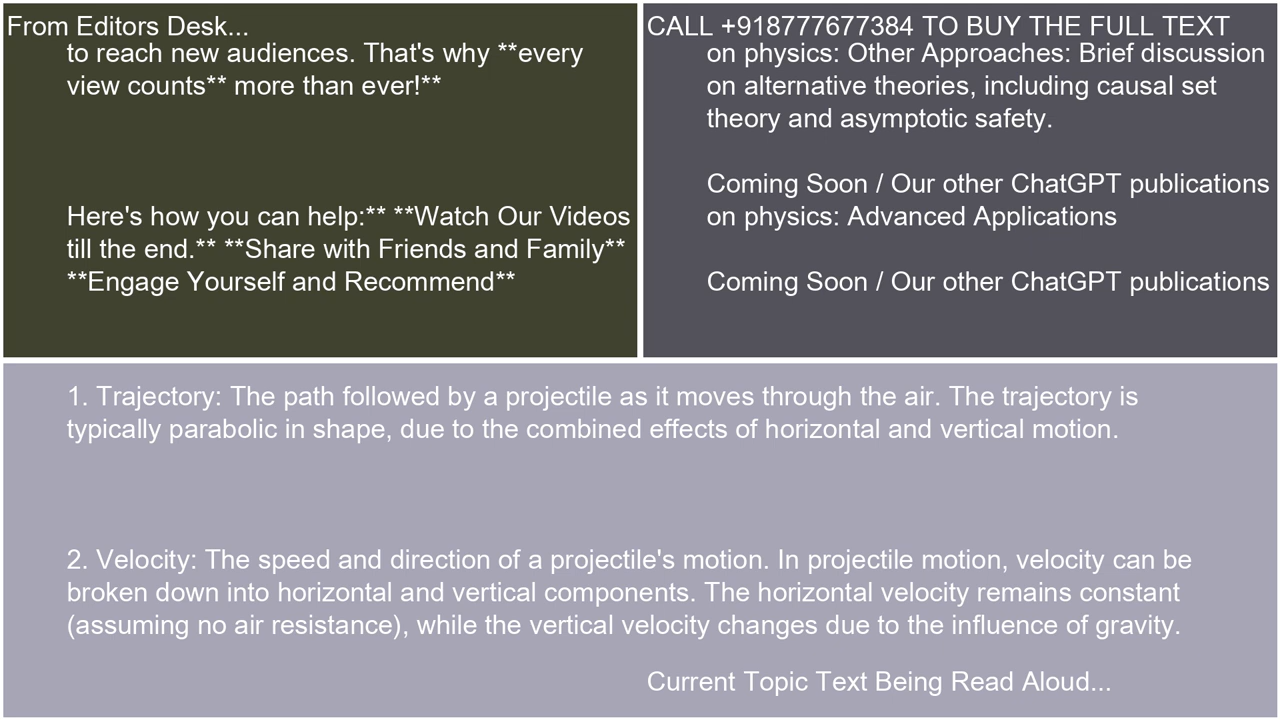 From Editors Desk...
to reach new audiences. That's why **every
view counts** more than ever!**
Here's how you can help:** **Watch Our Videos
till the end.** **Share with Friends and Family**
**Engage Yourself and Recommend**
CALL +918777677384 TO BUY THE FULL TEXT
on physics: Other Approaches: Brief discussion
on alternative theories, including causal set
theory and asymptotic safety.
Coming Soon / Our other ChatGPT publications
on physics: Advanced Applications
Coming Soon / Our other ChatGPT publications
1. Trajectory: The path followed by a projectile as it moves through the air. The trajectory is
typically parabolic in shape, due to the combined effects of horizontal and vertical motion.
2. Velocity: The speed and direction of a projectile's motion. In projectile motion, velocity can be
broken down into horizontal and vertical components. The horizontal velocity remains constant
(assuming no air resistance), while the vertical velocity changes due to the influence of gravity.
Current Topic Text Being Read Aloud...